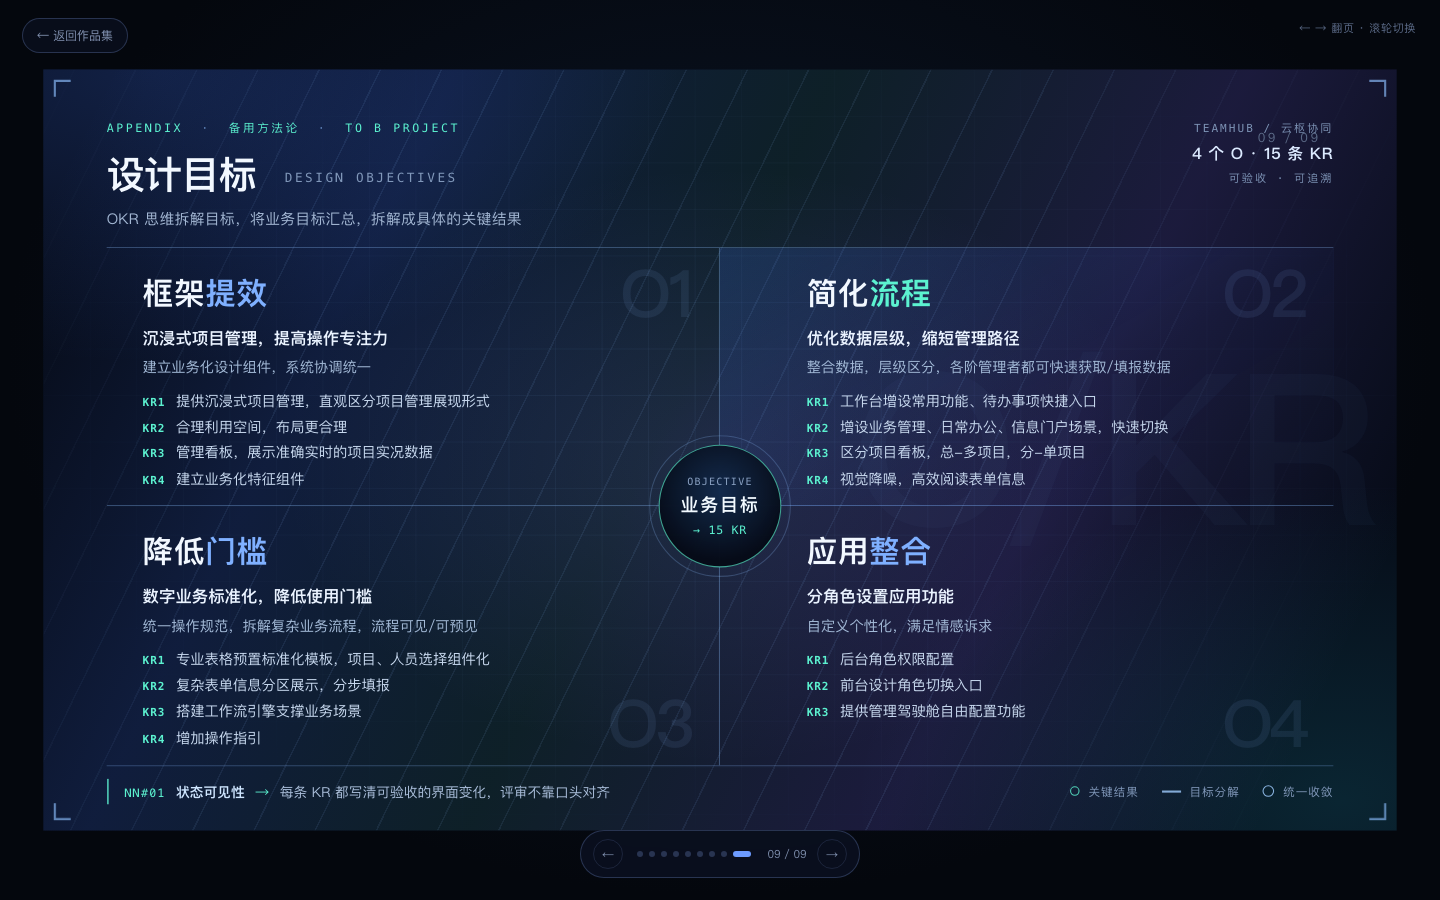 ← 返回作品集
← → 翻页 · 滚轮切换
APPENDIX · 备用方法论 · TO B PROJECT
TEAMHUB / 云枢协同
09 / 09
设计目标 DESIGN OBJECTIVES
4 个 O · 15 条 KR
可验收 · 可追溯
OKR 思维拆解目标，将业务目标汇总，拆解成具体的关键结果
框架提效
01
沉浸式项目管理，提高操作专注力
建立业务化设计组件，系统协调统一
KR1 提供沉浸式项目管理，直观区分项目管理展现形式
KR2 合理利用空间，布局更合理
KR3 管理看板，展示准确实时的项目实况数据
KR4 建立业务化特征组件
简化流程
02
优化数据层级，缩短管理路径
整合数据，层级区分，各阶管理者都可快速获取/填报数据
KR1 工作台增设常用功能、待办事项快捷入口
KR2 增设业务管理、日常办公、信息门户场景，快速切换
KR3 区分项目看板，总-多项目，分-单项目
KR4 视觉降噪，高效阅读表单信息
O/KR
OBJECTIVE
业务目标
→ 15 KR
降低门槛
数字业务标准化，降低使用门槛
统一操作规范，拆解复杂业务流程，流程可见/可预见
KR1 专业表格预置标准化模板，项目、人员选择组件化
KR2 复杂表单信息分区展示，分步填报
KR3 搭建工作流引擎支撑业务场景
KR4 增加操作指引
03
应用整合
分角色设置应用功能
自定义个性化，满足情感诉求
KR1 后台角色权限配置
KR2 前台设计角色切换入口
KR3 提供管理驾驶舱自由配置功能
04
NN#01 状态可见性 → 每条 KR 都写清可验收的界面变化，评审不靠口头对齐
关键结果 目标分解 统一收敛
← 09 / 09 →